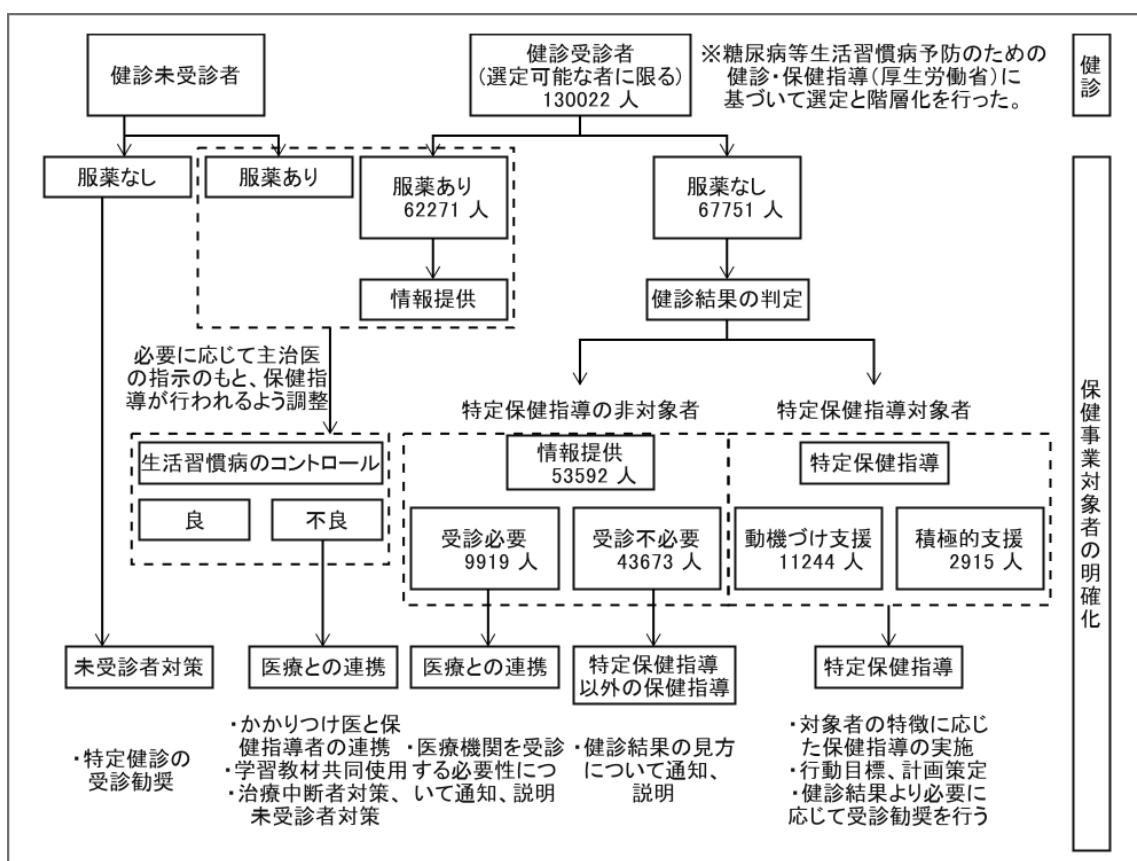 健診未受診者
健診受診者
(選定可能な者に限る)
130022 人
※糖尿病等生活習慣病予防のための
健診・保健指導(厚生労働省)に
基づいて選定と階層化を行った。
健診
服薬なし
服薬あり
服薬あり
62271 人
服薬なし
67751 人
情報提供
健診結果の判定
必要に応じて主治医
の指示のもと、保健指
導が行われるよう調整
特定保健指導の非対象者
特定保健指導対象者
生活習慣病のコントロール
良
不良
情報提供
53592 人
受診必要
9919 人
受診不必要
43673 人
特定保健指導
動機づけ支援
11244 人
積極的支援
2915 人
保健事業対象者の明確化
未受診者対策
医療との連携
医療との連携
特定保健指導
以外の保健指導
特定保健指導
・特定健診の
受診勧奨
・かかりつけ医と保
健指導者の連携
・学習教材共同使用
・治療中断者対策、
未受診者対策
・医療機関を受診
する必要性につ
いて通知、説明
・健診結果の見方
について通知、
説明
・対象者の特徴に応じ
た保健指導の実施
・行動目標、計画策定
・健診結果より必要に
応じて受診勧奨を行う